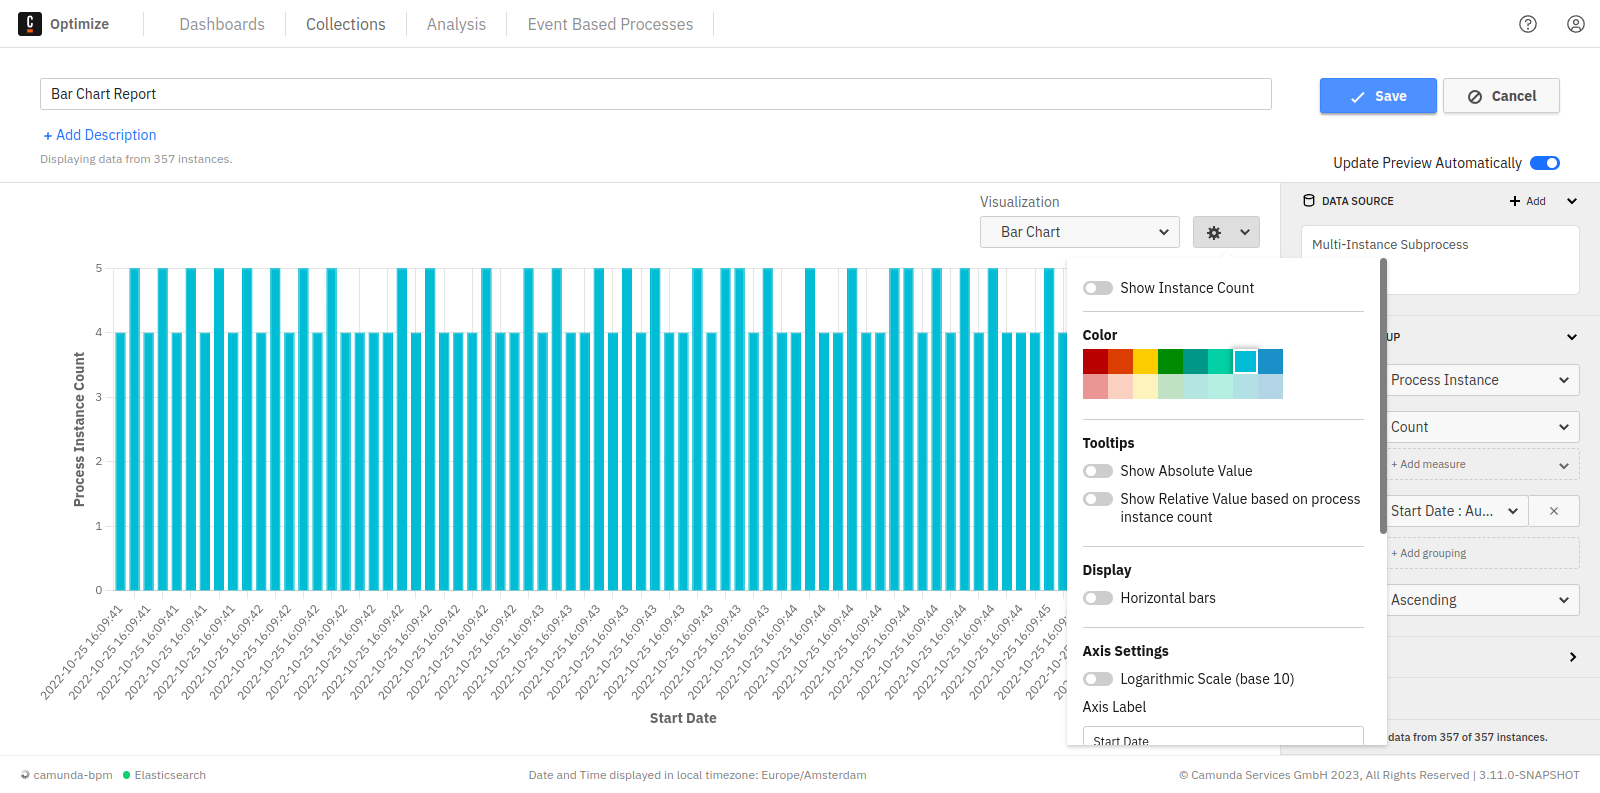 Optimize
Dashboards
Collections
Analysis
Event Based Processes
Bar Chart Report
Save
Cancel
+ Add Description
Displaying data from 357 instances.
Update Preview Automatically
Visualization
Bar Chart
DATA SOURCE
Add
Multi-Instance Subprocess
Show Instance Count
Color
Tooltips
Show Absolute Value
Show Relative Value based on process
instance count
Display
Horizontal bars
Axis Settings
Logarithmic Scale (base 10)
Axis Label
Start Date
UP
Process Instance
Count
+ Add measure
Start Date : Au...
+ Add grouping
Ascending
data from 357 of 357 instances.
Process Instance Count
5
4
3
2
1
0
2022-10-25 16:09:41
2022-10-25 16:09:41
2022-10-25 16:09:41
2022-10-25 16:09:41
2022-10-25 16:09:41
2022-10-25 16:09:42
2022-10-25 16:09:42
2022-10-25 16:09:42
2022-10-25 16:09:42
2022-10-25 16:09:42
2022-10-25 16:09:42
2022-10-25 16:09:42
2022-10-25 16:09:42
2022-10-25 16:09:42
2022-10-25 16:09:43
2022-10-25 16:09:43
2022-10-25 16:09:43
2022-10-25 16:09:43
2022-10-25 16:09:43
2022-10-25 16:09:43
2022-10-25 16:09:43
2022-10-25 16:09:43
2022-10-25 16:09:43
2022-10-25 16:09:44
2022-10-25 16:09:44
2022-10-25 16:09:44
2022-10-25 16:09:44
2022-10-25 16:09:44
2022-10-25 16:09:44
2022-10-25 16:09:44
2022-10-25 16:09:44
2022-10-25 16:09:44
2022-10-25 16:09:45
Start Date
camunda-bpm
Elasticsearch
Date and Time displayed in local timezone: Europe/Amsterdam
© Camunda Services GmbH 2023, All Rights Reserved | 3.11.0-SNAPSHOT